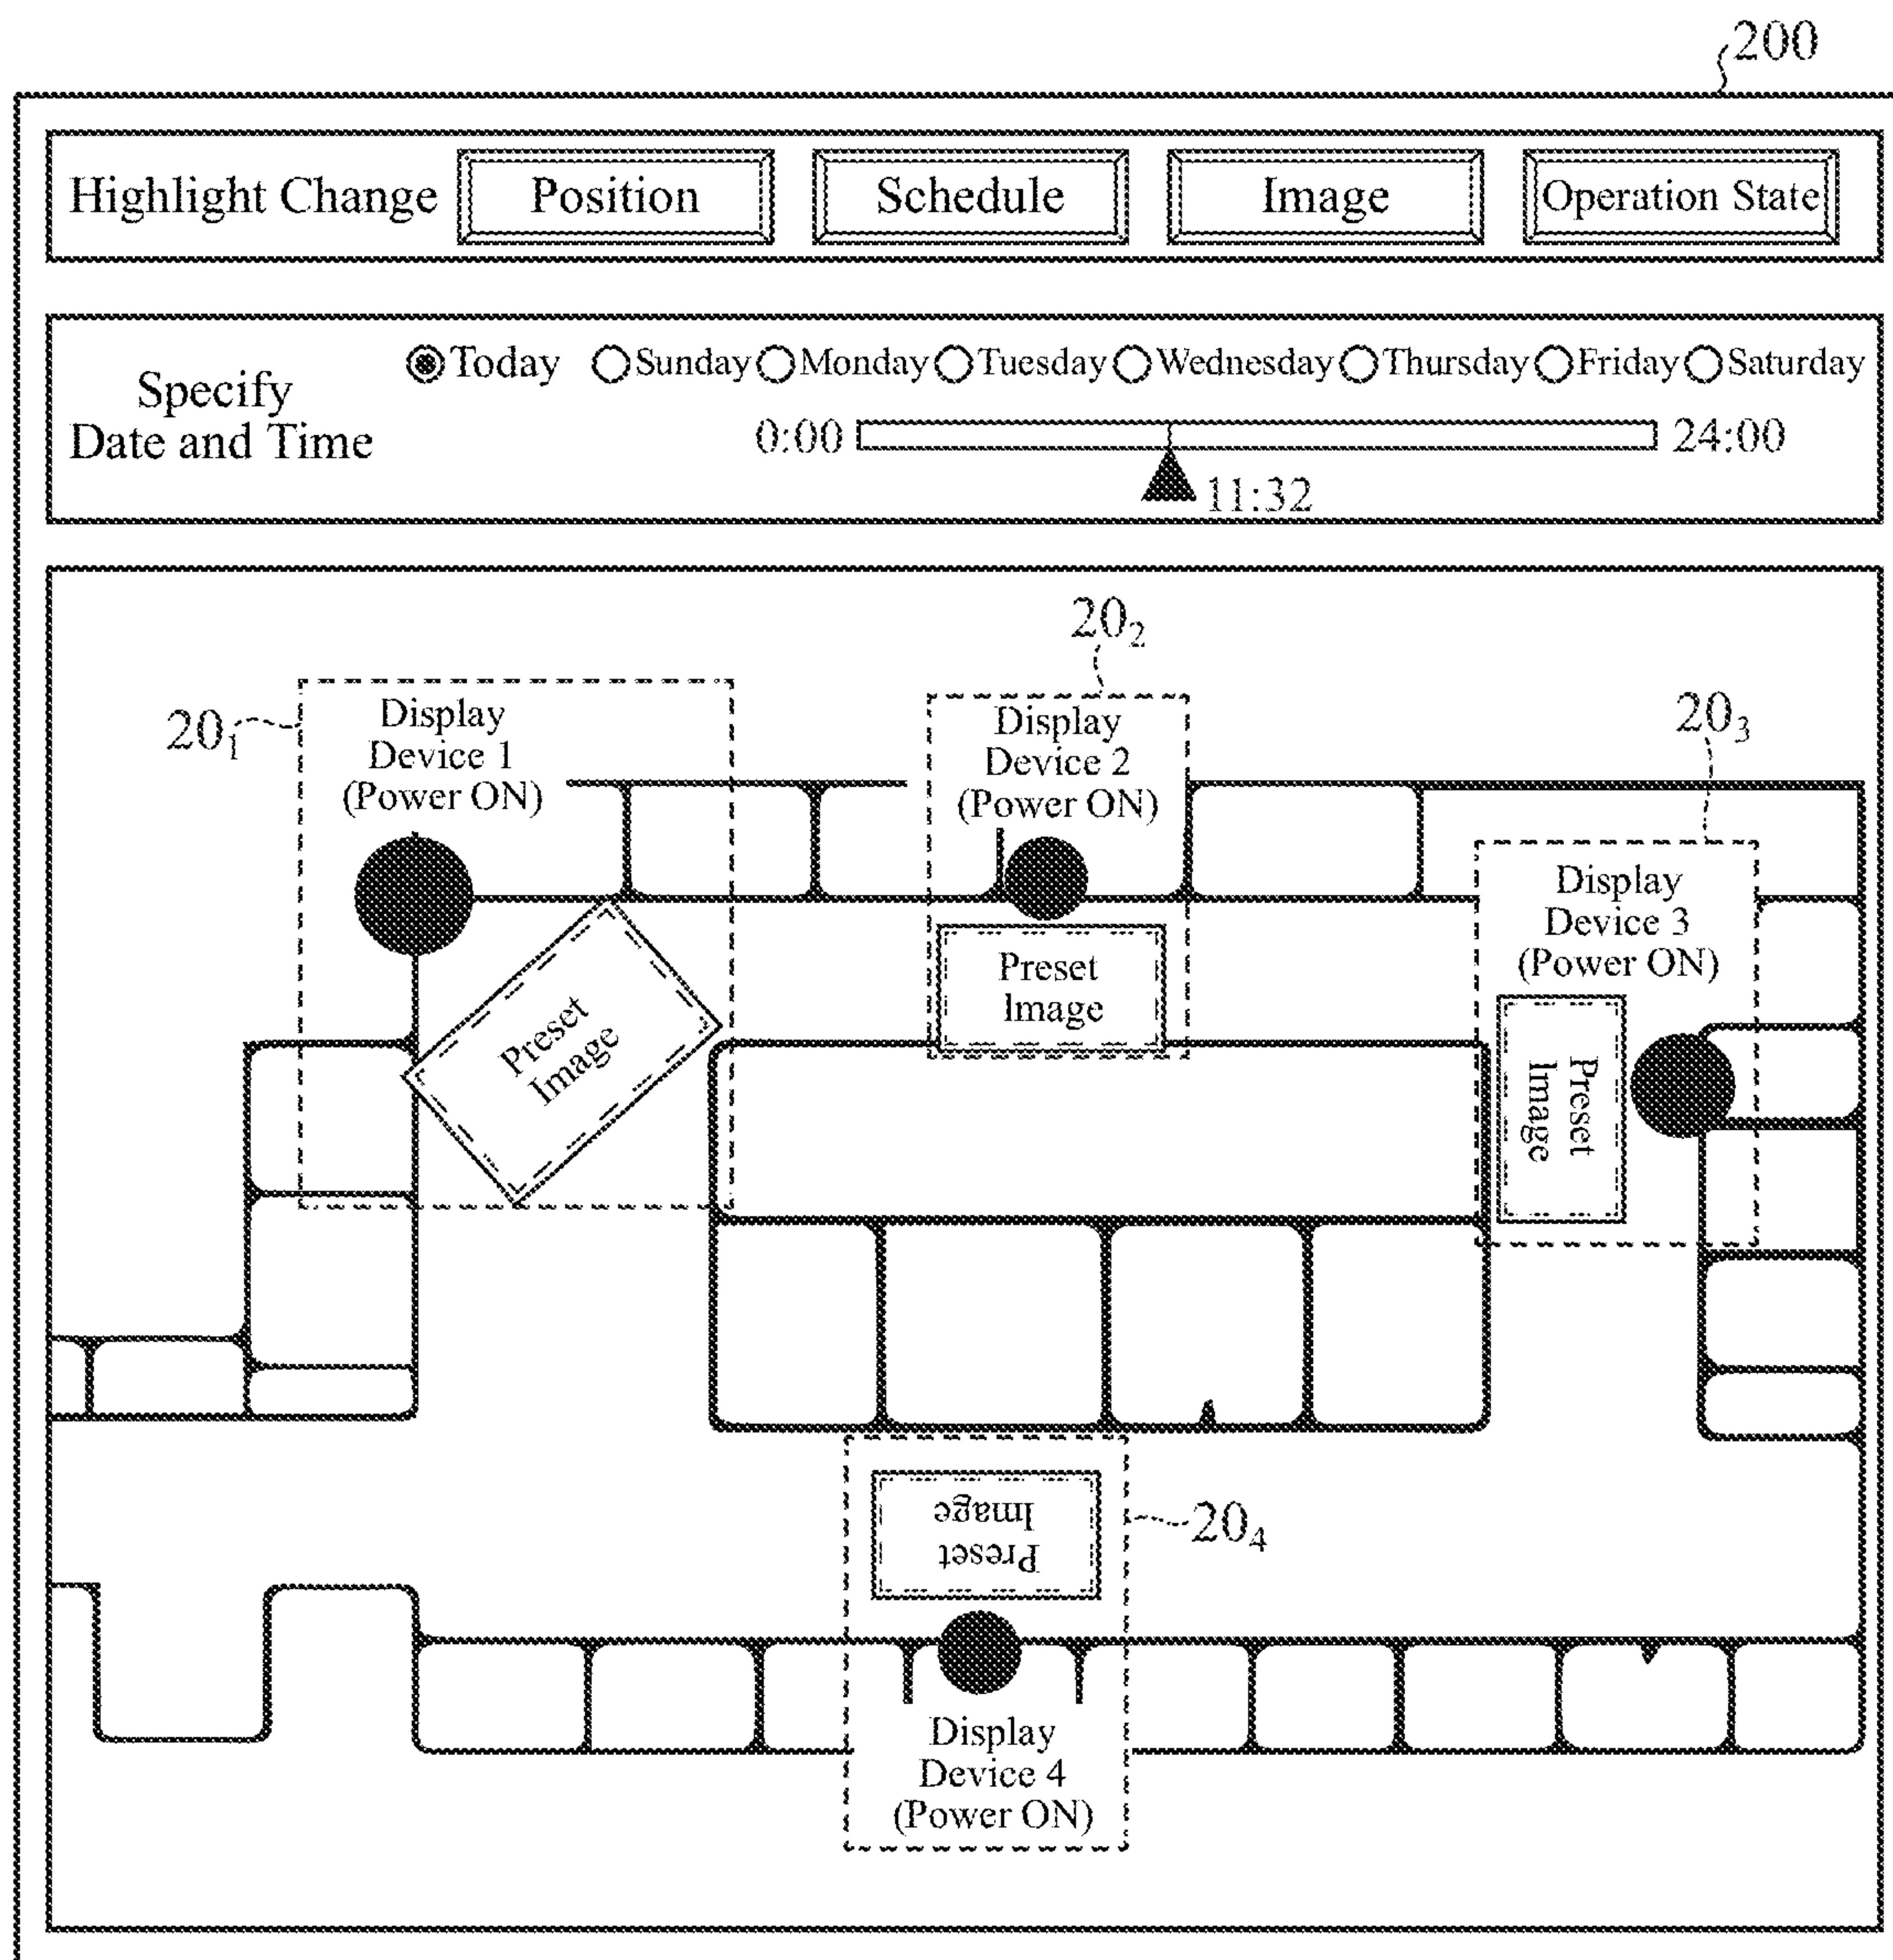 200
Highlight Change Position Schedule Image Operation State
Today Sunday Monday Tuesday Wednesday Thursday Friday Saturday
Specify
Date and Time
0:00 24:00
11:32
20₁
Display
Device 1
(Power ON)
Preset
Image
20₂
Display
Device 2
(Power ON)
Preset
Image
20₃
Display
Device 3
(Power ON)
Preset
Image
20₄
Preset
Image
Display
Device 4
(Power ON)